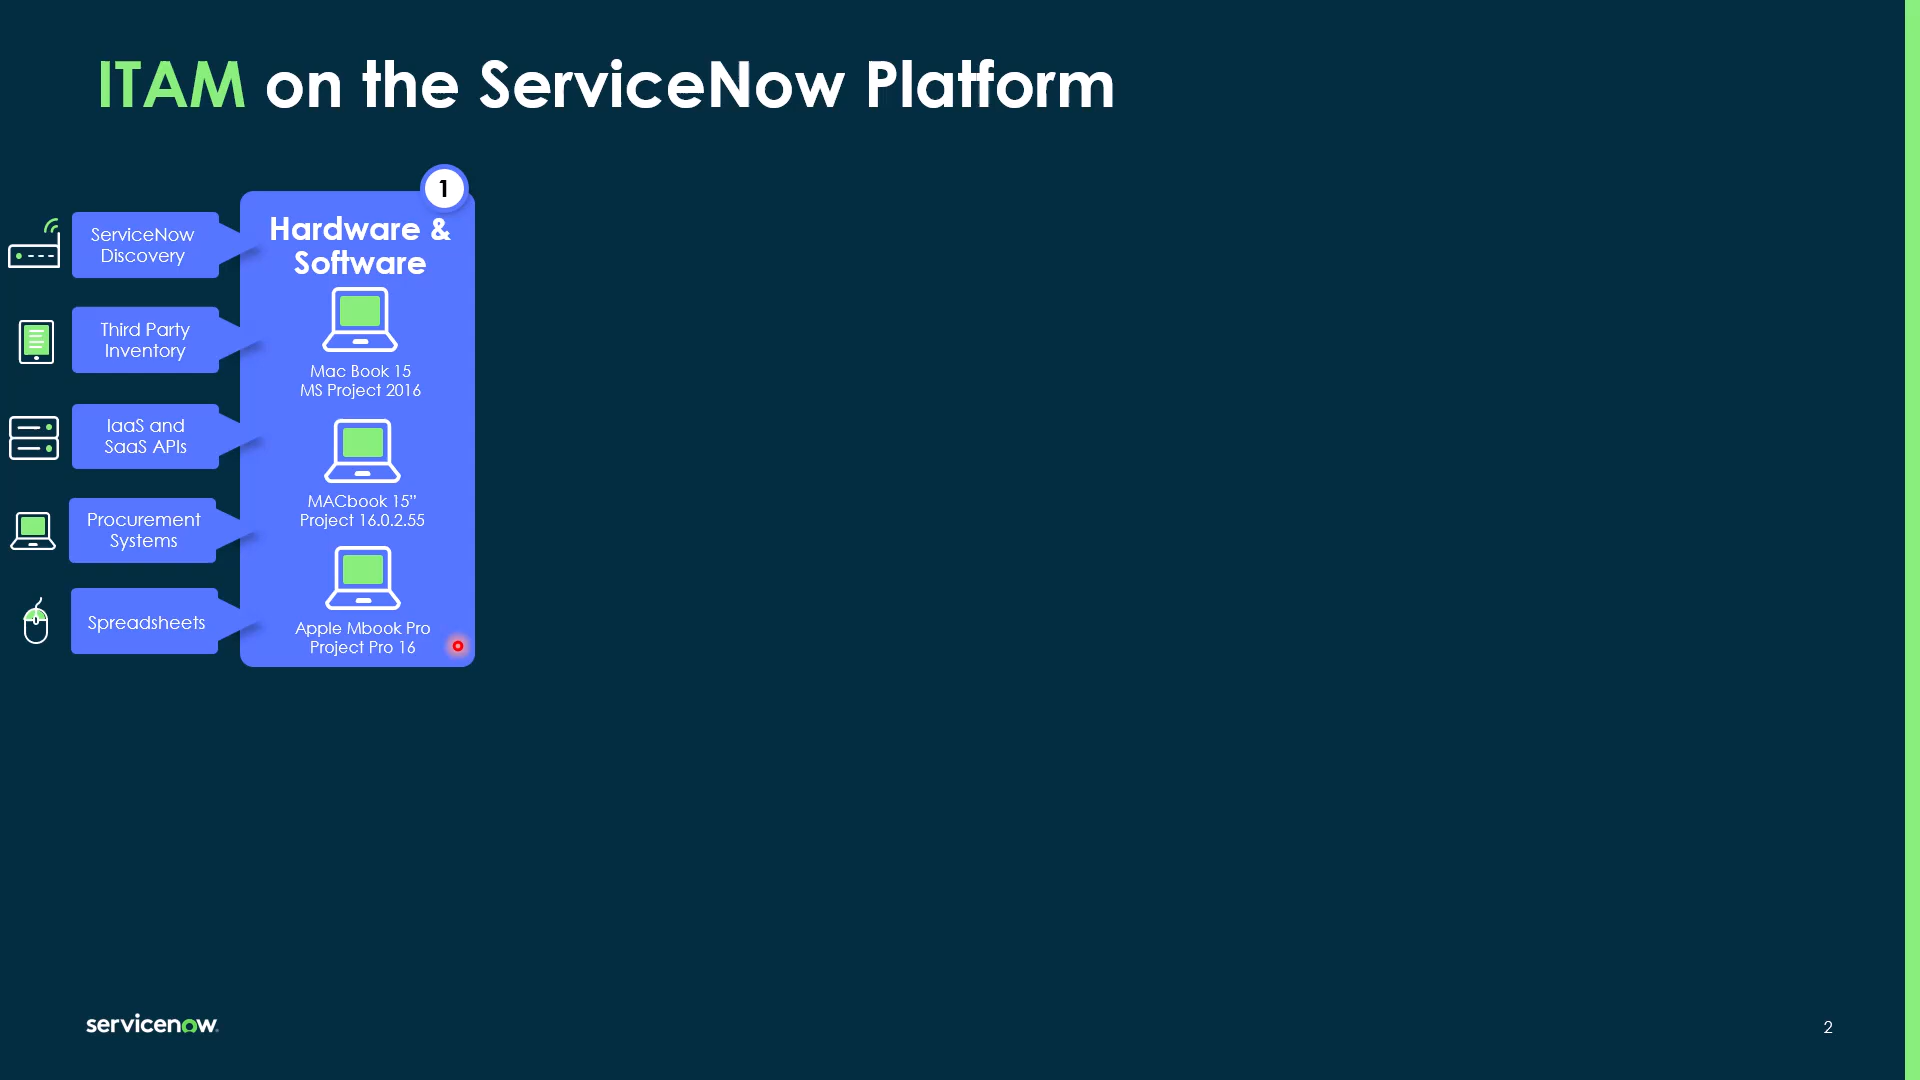 ITAM on the ServiceNow Platform
1
Hardware &
Software
ServiceNow
Discovery
Third Party
Inventory
IaaS and
SaaS APIs
Procurement
Systems
Spreadsheets
Mac Book 15
MS Project 2016
MACbook 15”
Project 16.0.2.55
Apple Mbook Pro
Project Pro 16
servicenow
2